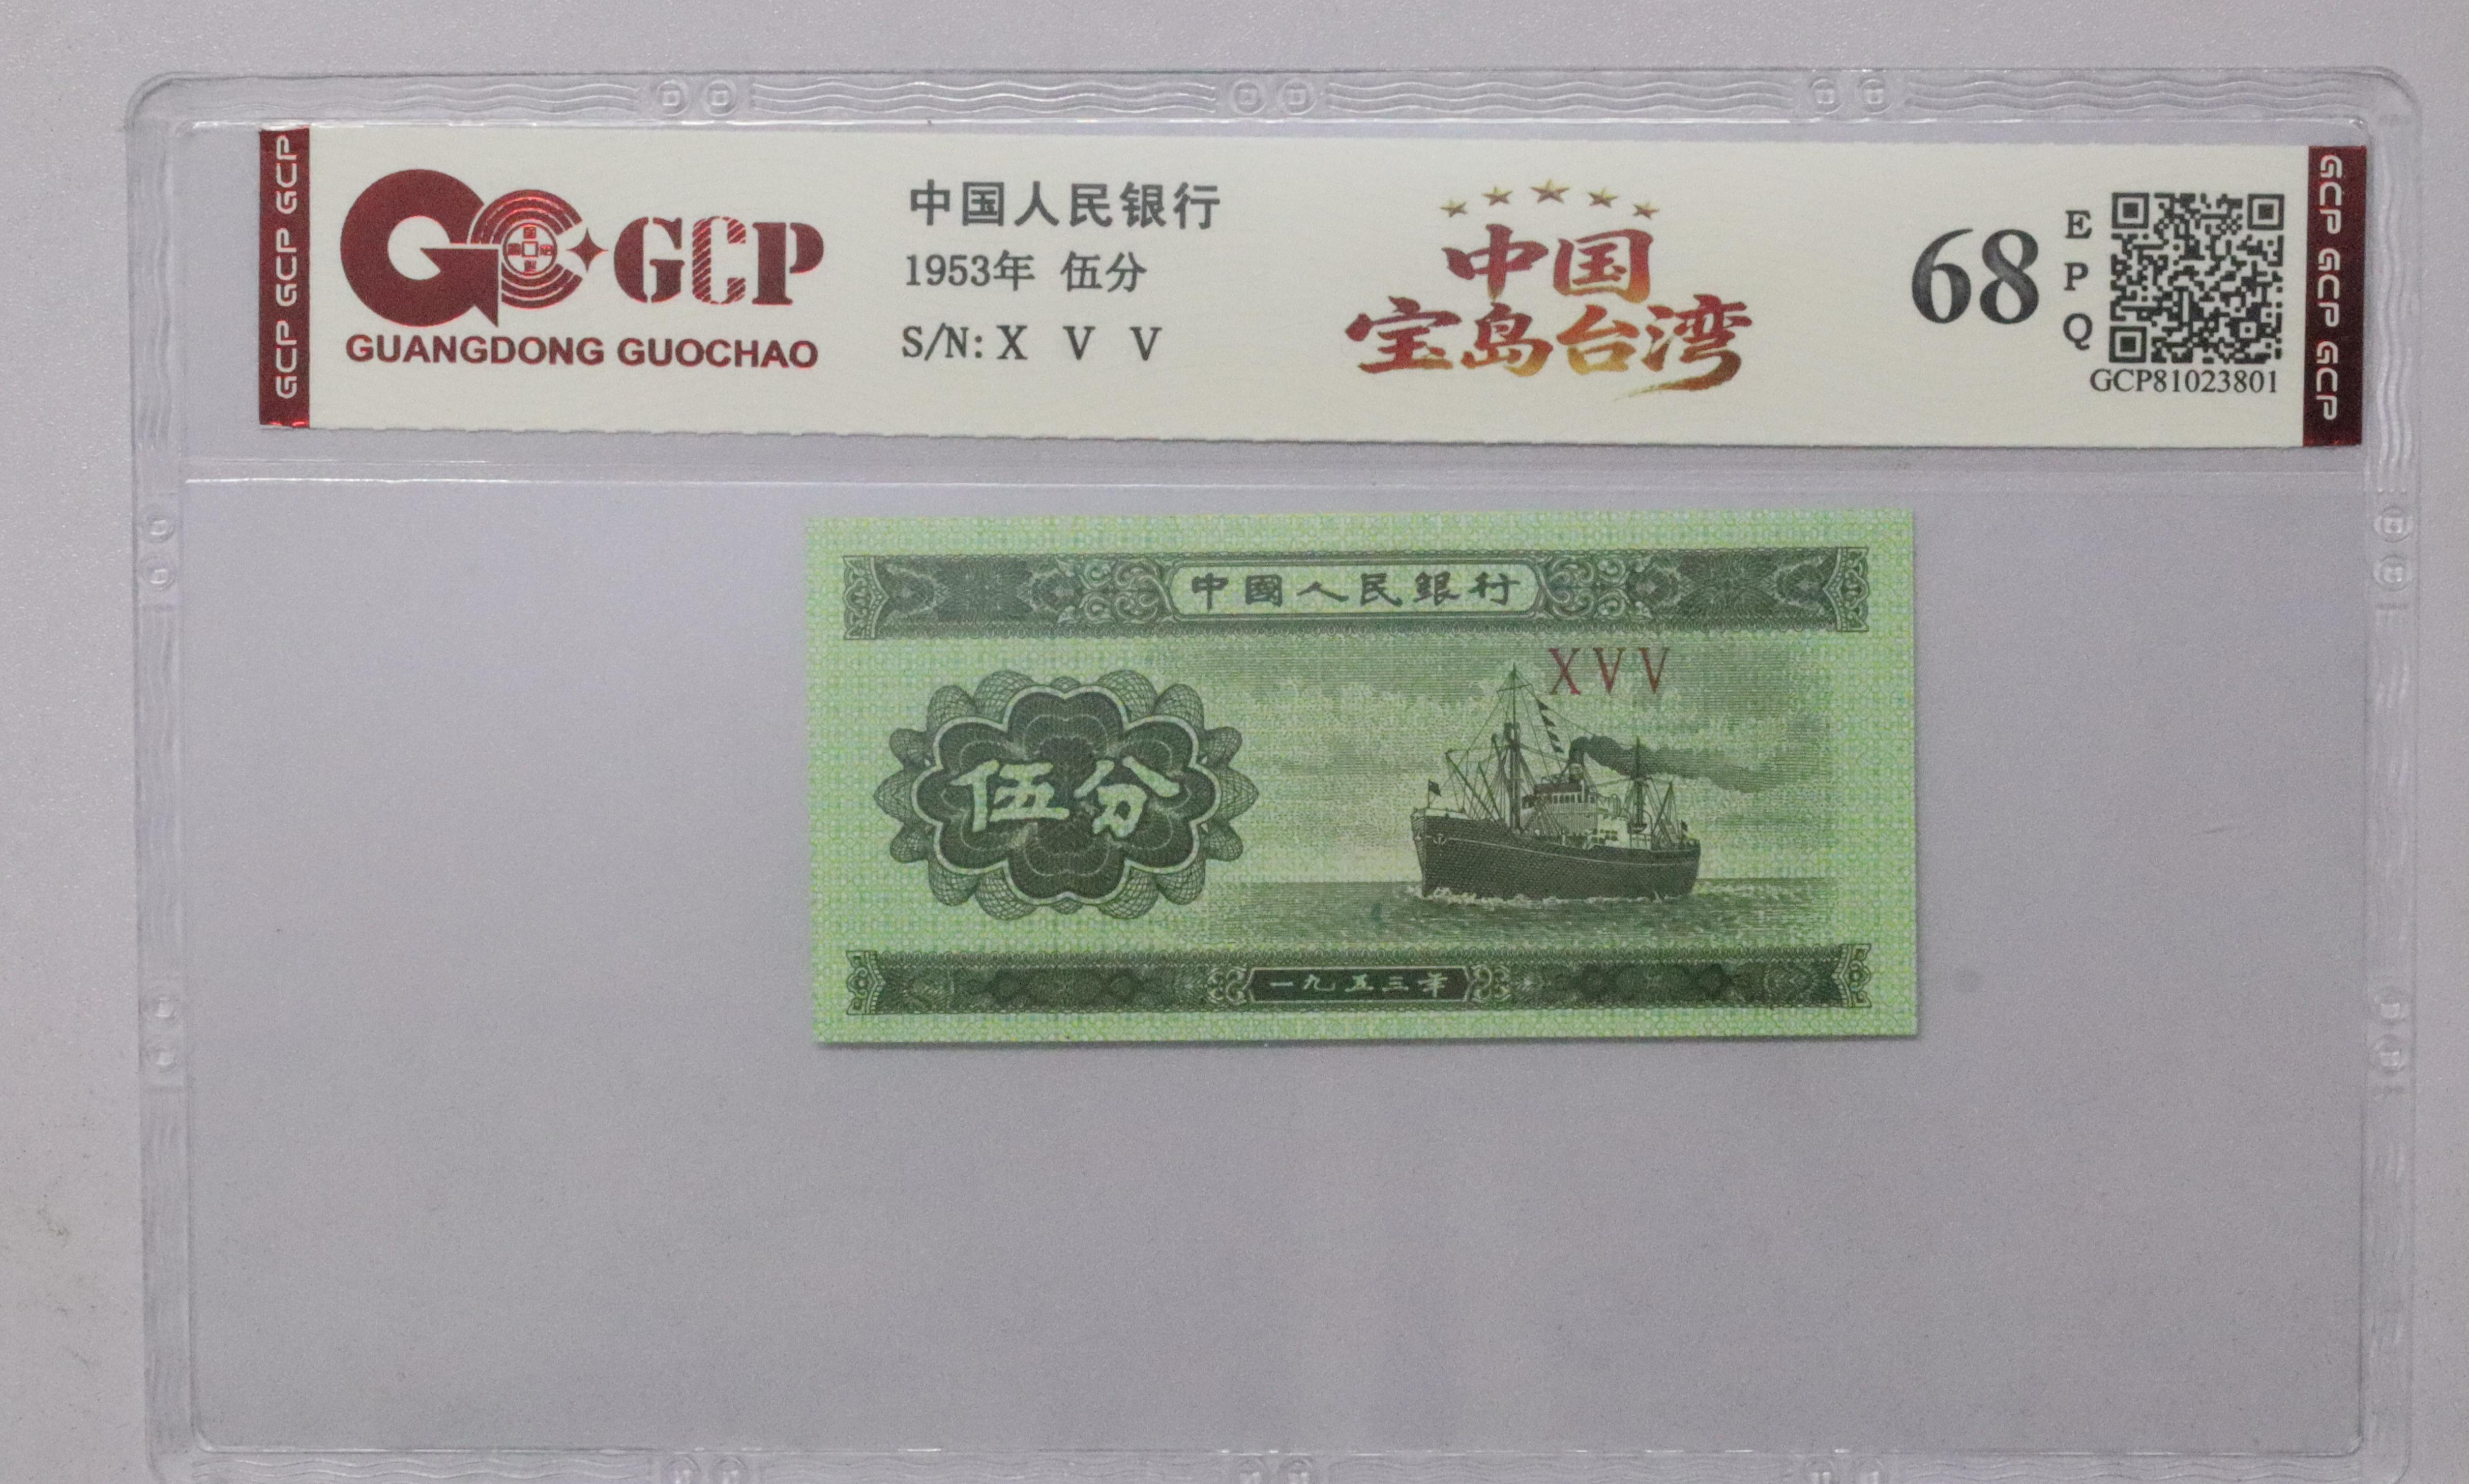 GCP GCP GCP
GCP
GUANGDONG GUOCHAO
中国人民银行
1953年 伍分
S/N: X V V
中国
宝岛台湾
68
E
P
Q
GCP81023801
GCP GCP GCP
中國人民銀行
XVV
伍分
一九五三年